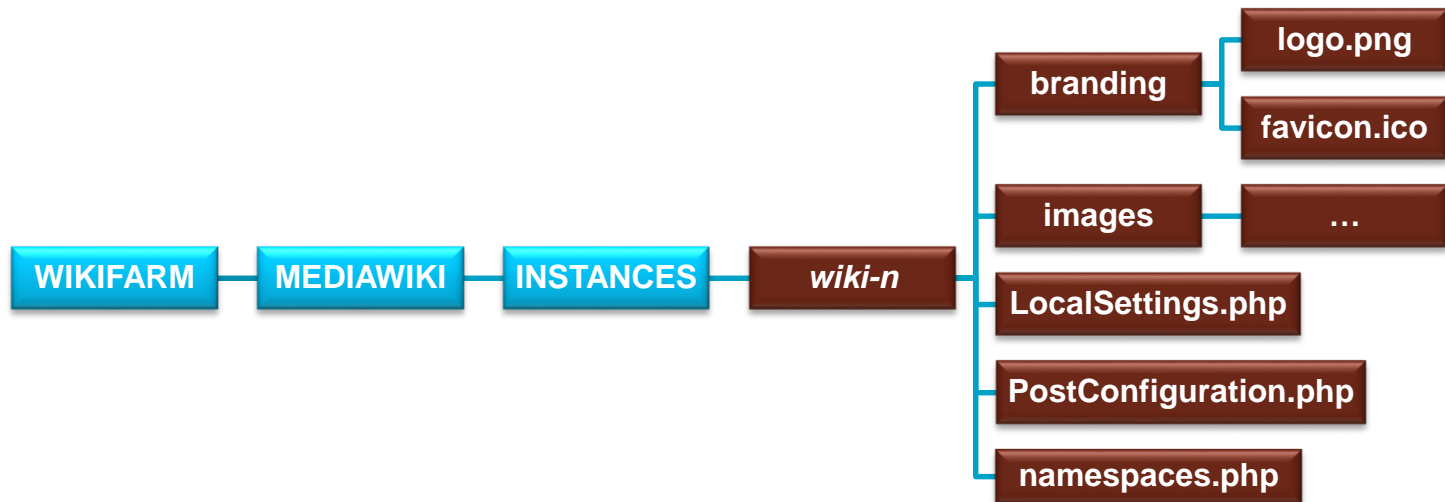 WIKIFARM
MEDIAWIKI
INSTANCES
wiki-n
branding
logo.png
favicon.ico
images
…
LocalSettings.php
PostConfiguration.php
namespaces.php